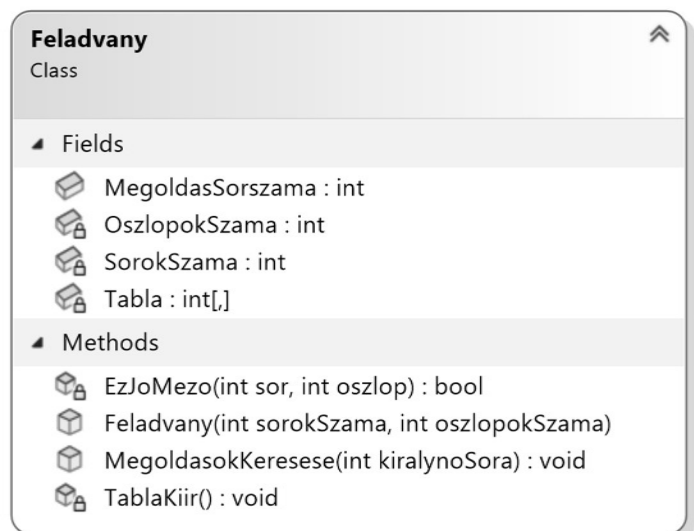 Feladvany
Class
Fields
MegoldasSorszama : int
OszlopokSzama : int
SorokSzama : int
Tabla : int[,]
Methods
EzJoMezo(int sor, int oszlop) : bool
Feladvany(int sorokSzama, int oszlopokSzama)
MegoldasokKeresese(int kiralynoSora) : void
TablaKiir() : void